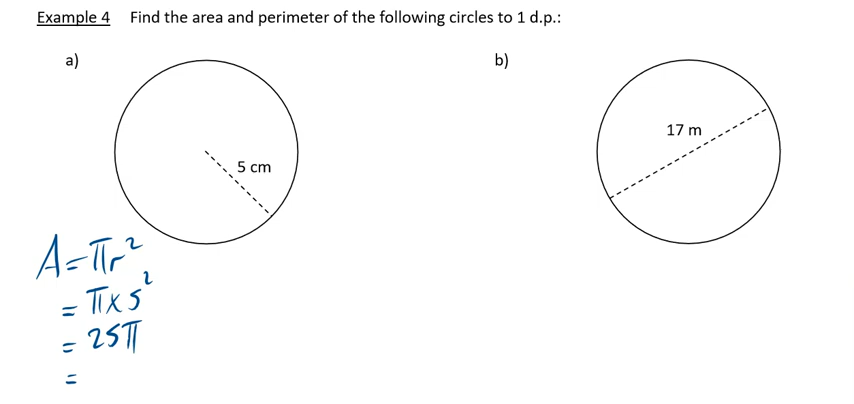 Example 4 Find the area and perimeter of the following circles to 1 d.p.:
a)
b)
5 cm
17 m
A=πr²
= π×5²
= 25π
=